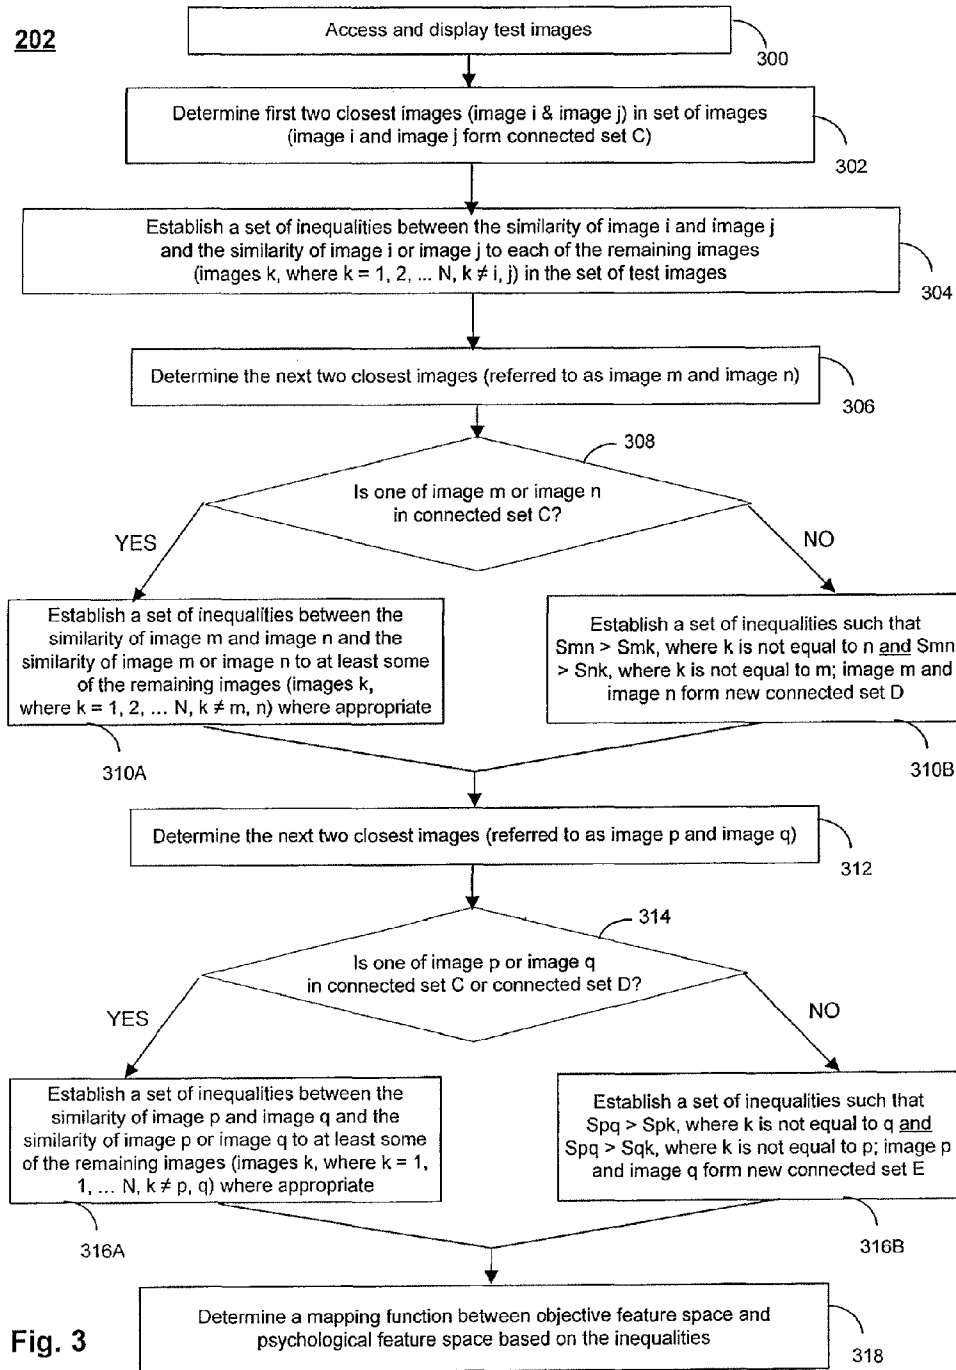 202
Access and display test images
300
Determine first two closest images (image i & image j) in set of images
(image i and image j form connected set C)
302
Establish a set of inequalities between the similarity of image i and image j
and the similarity of image i or image j to each of the remaining images
(images k, where k = 1, 2, ... N, k ≠ i, j) in the set of test images
304
Determine the next two closest images (referred to as image m and image n)
306
308
Is one of image m or image n
in connected set C?
YES
NO
Establish a set of inequalities between the
similarity of image m and image n and the
similarity of image m or image n to at least some
of the remaining images (images k,
where k = 1, 2, ... N, k ≠ m, n) where appropriate
310A
Establish a set of inequalities such that
Smn > Smk, where k is not equal to n and Smn
> Snk, where k is not equal to m; image m and
image n form new connected set D
310B
Determine the next two closest images (referred to as image p and image q)
312
314
Is one of image p or image q
in connected set C or connected set D?
YES
NO
Establish a set of inequalities between the
similarity of image p and image q and the
similarity of image p or image q to at least some
of the remaining images (images k, where k = 1,
1, ... N, k ≠ p, q) where appropriate
316A
Establish a set of inequalities such that
Spq > Spk, where k is not equal to q and
Spq > Sqk, where k is not equal to p; image p
and image q form new connected set E
316B
Determine a mapping function between objective feature space and
psychological feature space based on the inequalities
318
Fig. 3